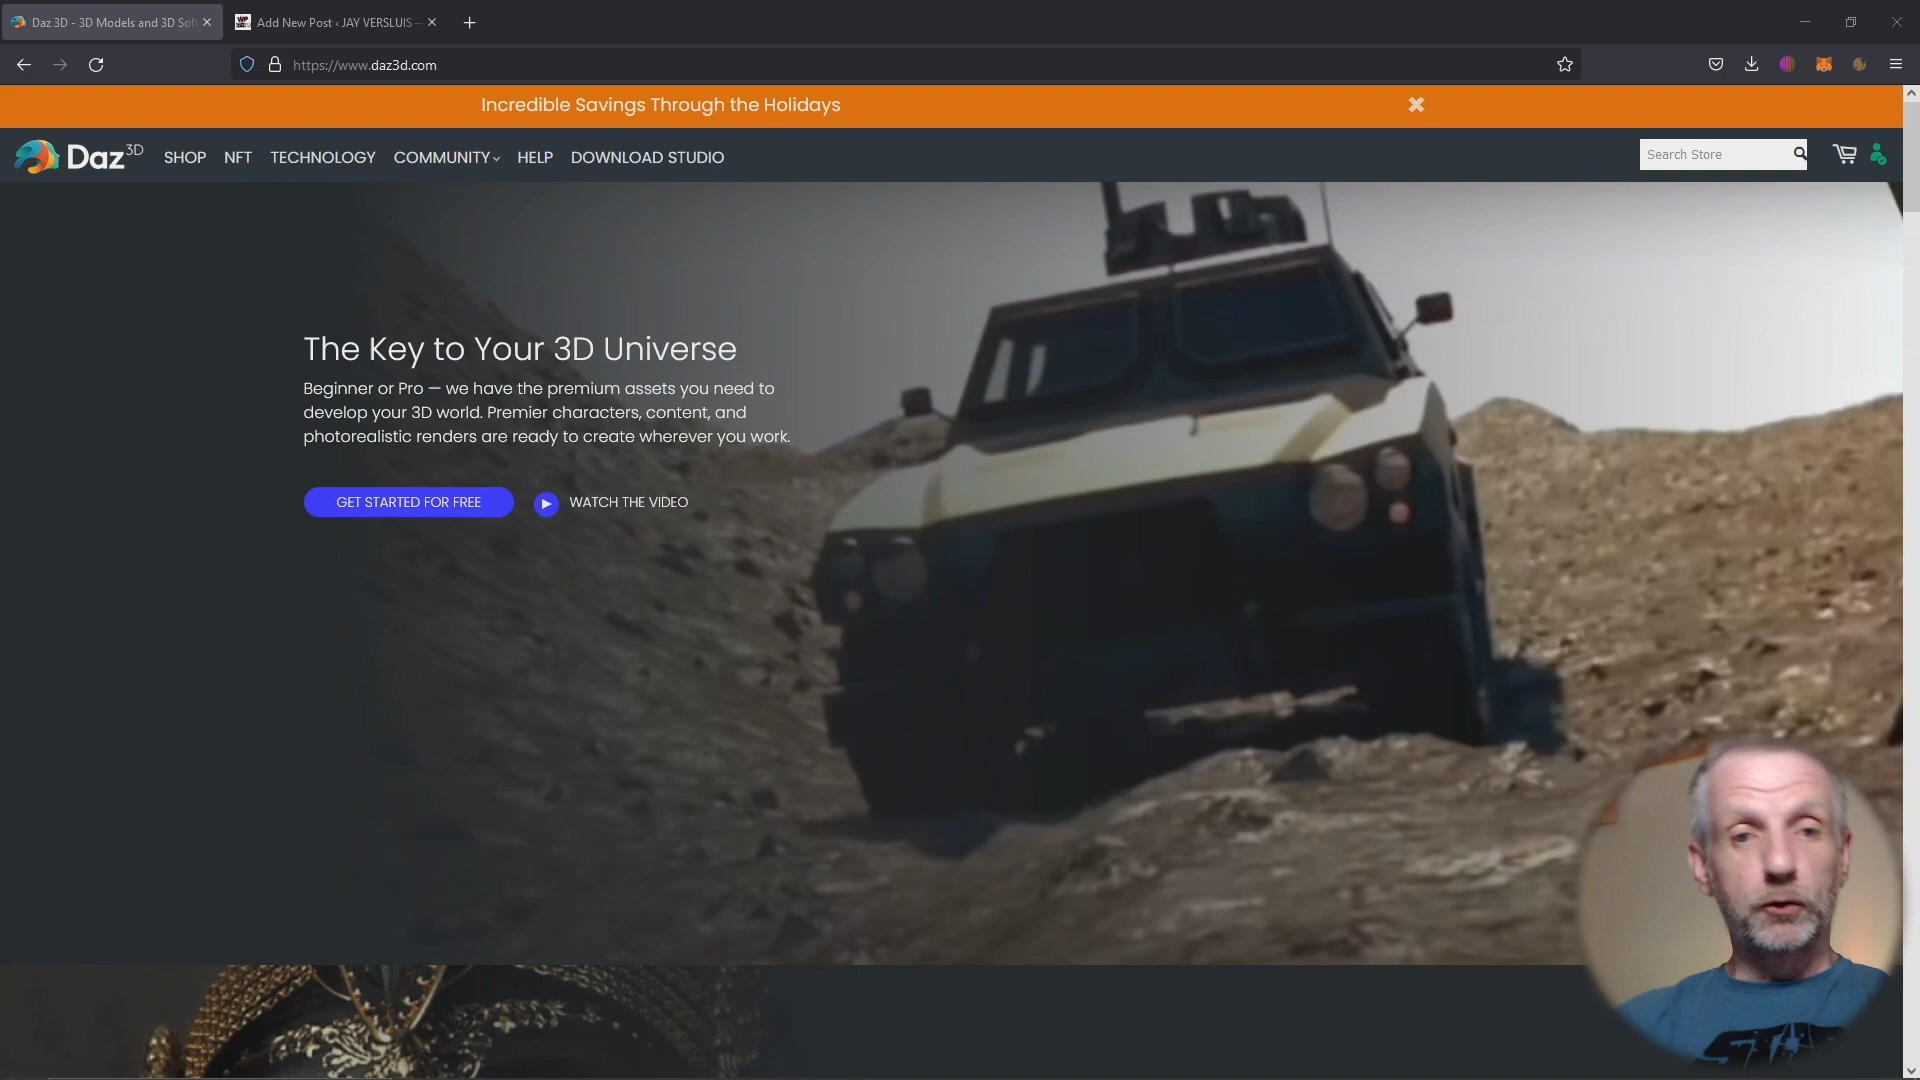 Daz 3D - 3D Models and 3D Sof
Add New Post ‹ JAY VERSLUIS —
https://www.daz3d.com
Incredible Savings Through the Holidays
Daz 3D
SHOP
NFT
TECHNOLOGY
COMMUNITY
HELP
DOWNLOAD STUDIO
Search Store
The Key to Your 3D Universe
Beginner or Pro — we have the premium assets you need to
develop your 3D world. Premier characters, content, and
photorealistic renders are ready to create wherever you work.
GET STARTED FOR FREE
WATCH THE VIDEO